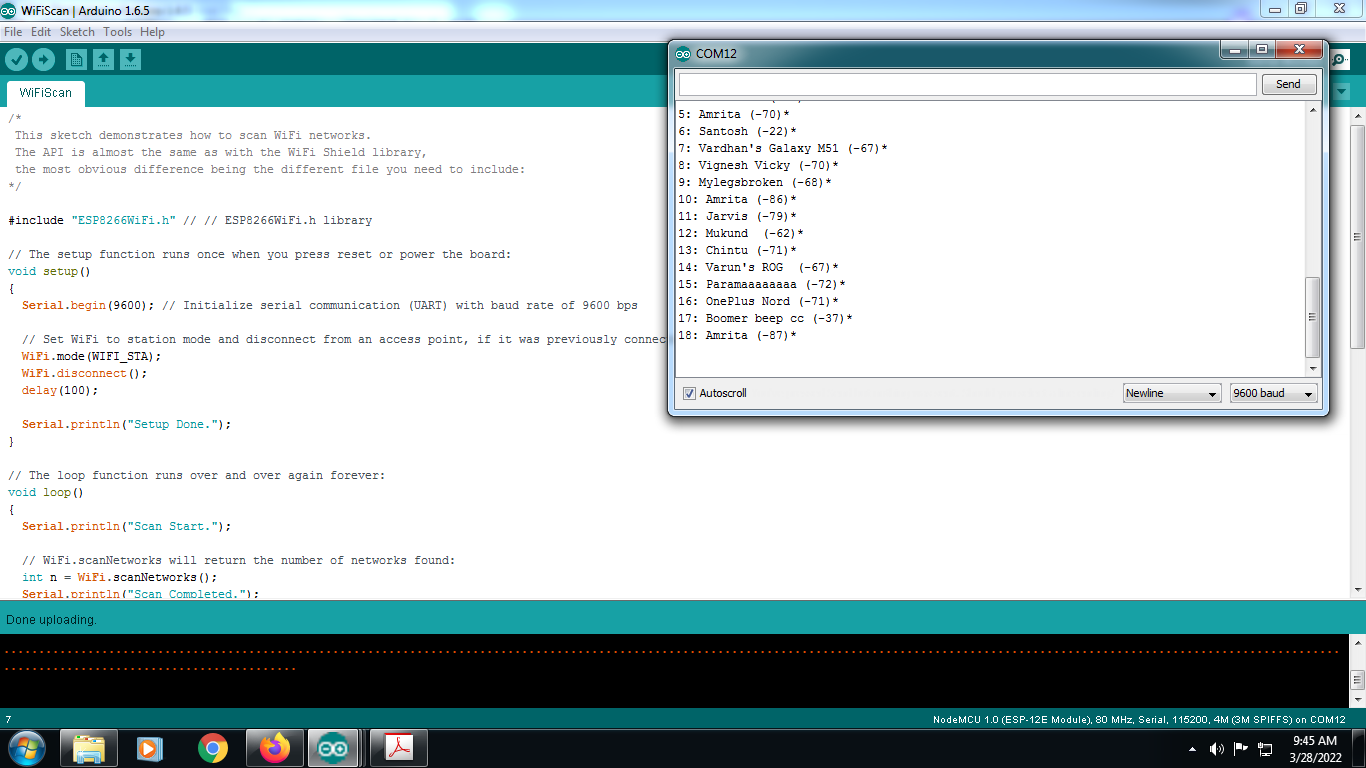 WiFiScan | Arduino 1.6.5
File Edit Sketch Tools Help
WiFiScan
/*
This sketch demonstrates how to scan WiFi networks.
The API is almost the same as with the WiFi Shield library,
the most obvious difference being the different file you need to include:
*/
#include "ESP8266WiFi.h" // // ESP8266WiFi.h library
// The setup function runs once when you press reset or power the board:
void setup()
{
Serial.begin(9600); // Initialize serial communication (UART) with baud rate of 9600 bps
// Set WiFi to station mode and disconnect from an access point, if it was previously connec
WiFi.mode(WIFI_STA);
WiFi.disconnect();
delay(100);
Serial.println("Setup Done.");
}
// The loop function runs over and over again forever:
void loop()
{
Serial.println("Scan Start.");
// WiFi.scanNetworks will return the number of networks found:
int n = WiFi.scanNetworks();
Serial.println("Scan Completed.");
COM12
Send
5: Amrita (-70)*
6: Santosh (-22)*
7: Vardhan's Galaxy M51 (-67)*
8: Vignesh Vicky (-70)*
9: Mylegsbroken (-68)*
10: Amrita (-86)*
11: Jarvis (-79)*
12: Mukund  (-62)*
13: Chintu (-71)*
14: Varun's ROG  (-67)*
15: Paramaaaaaaaa (-72)*
16: OnePlus Nord (-71)*
17: Boomer beep cc (-37)*
18: Amrita (-87)*
Autoscroll
Newline
9600 baud
Done uploading.
7
NodeMCU 1.0 (ESP-12E Module), 80 MHz, Serial, 115200, 4M (3M SPIFFS) on COM12
9:45 AM
3/28/2022